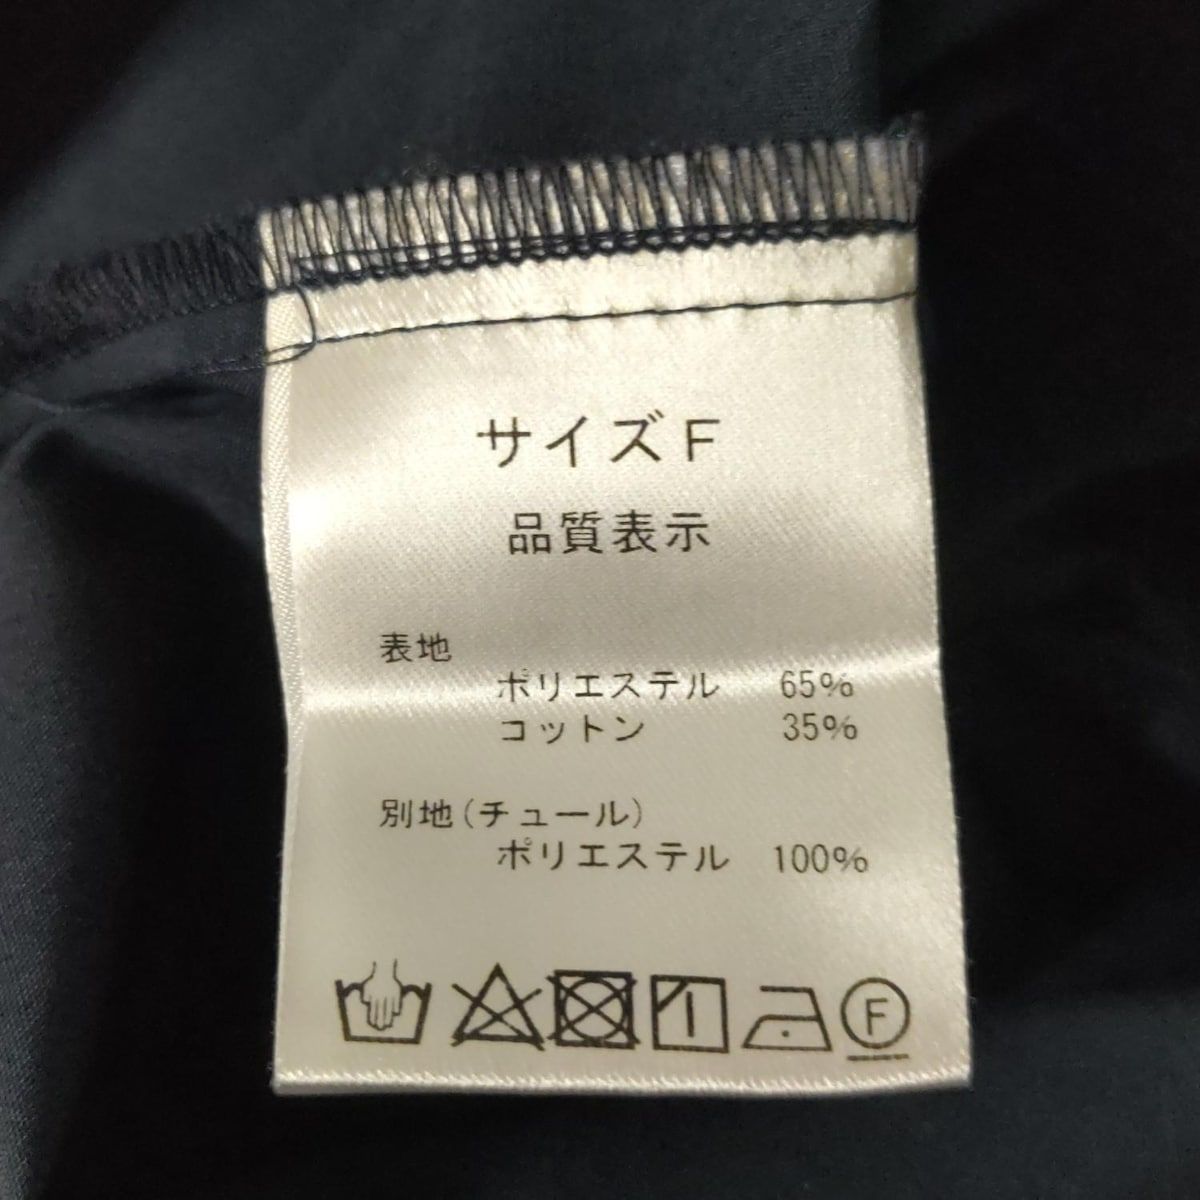 サイズF
品質表示
表地
ポリエステル 65%
コットン 35%
別地(チュール)
ポリエステル 100%
F